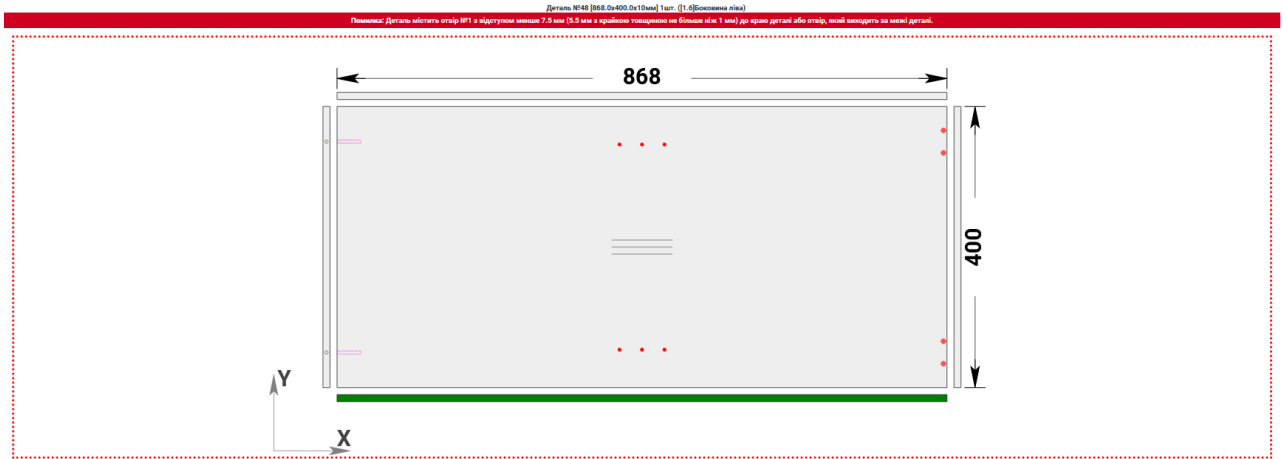 Деталь №48 [868.0x400.0x10мм] 1шт. ([1.6]Боковина ліва)
Помилка: Деталь містить отвір №1 з відступом менше 7.5 мм (5.5 мм з крайкою товщиною не більше ніж 1 мм) до краю деталі або отвір, який виходить за межі деталі.
868
400
Y
X